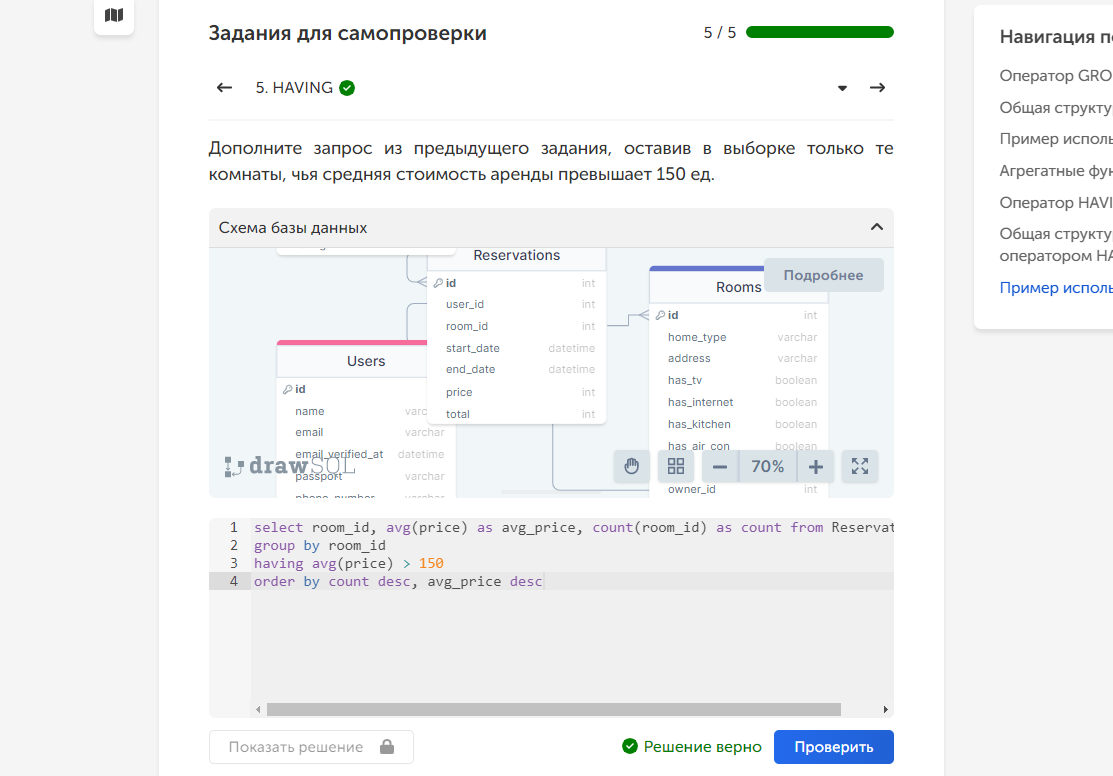 Задания для самопроверки
5 / 5
5. HAVING
Дополните запрос из предыдущего задания, оставив в выборке только те
комнаты, чья средняя стоимость аренды превышает 150 ед.
Схема базы данных
Подробнее
Reservations
id int
user_id int
room_id int
start_date datetime
end_date datetime
price int
total int
Rooms
id int
home_type varchar
address varchar
has_tv boolean
has_internet boolean
has_kitchen boolean
has_air_con boolean
owner_id int
Users
id
name varc
email varchar
email_verified_at datetime
passport varchar
phone_number varchar
drawSQL
70%
1 select room_id, avg(price) as avg_price, count(room_id) as count from Reservat
2 group by room_id
3 having avg(price) > 150
4 order by count desc, avg_price desc
Показать решение
Решение верно
Проверить
Навигация п
Оператор GRO
Общая структу
Пример исполь
Агрегатные фу
Оператор HAVI
Общая структу
оператором HA
Пример исполь